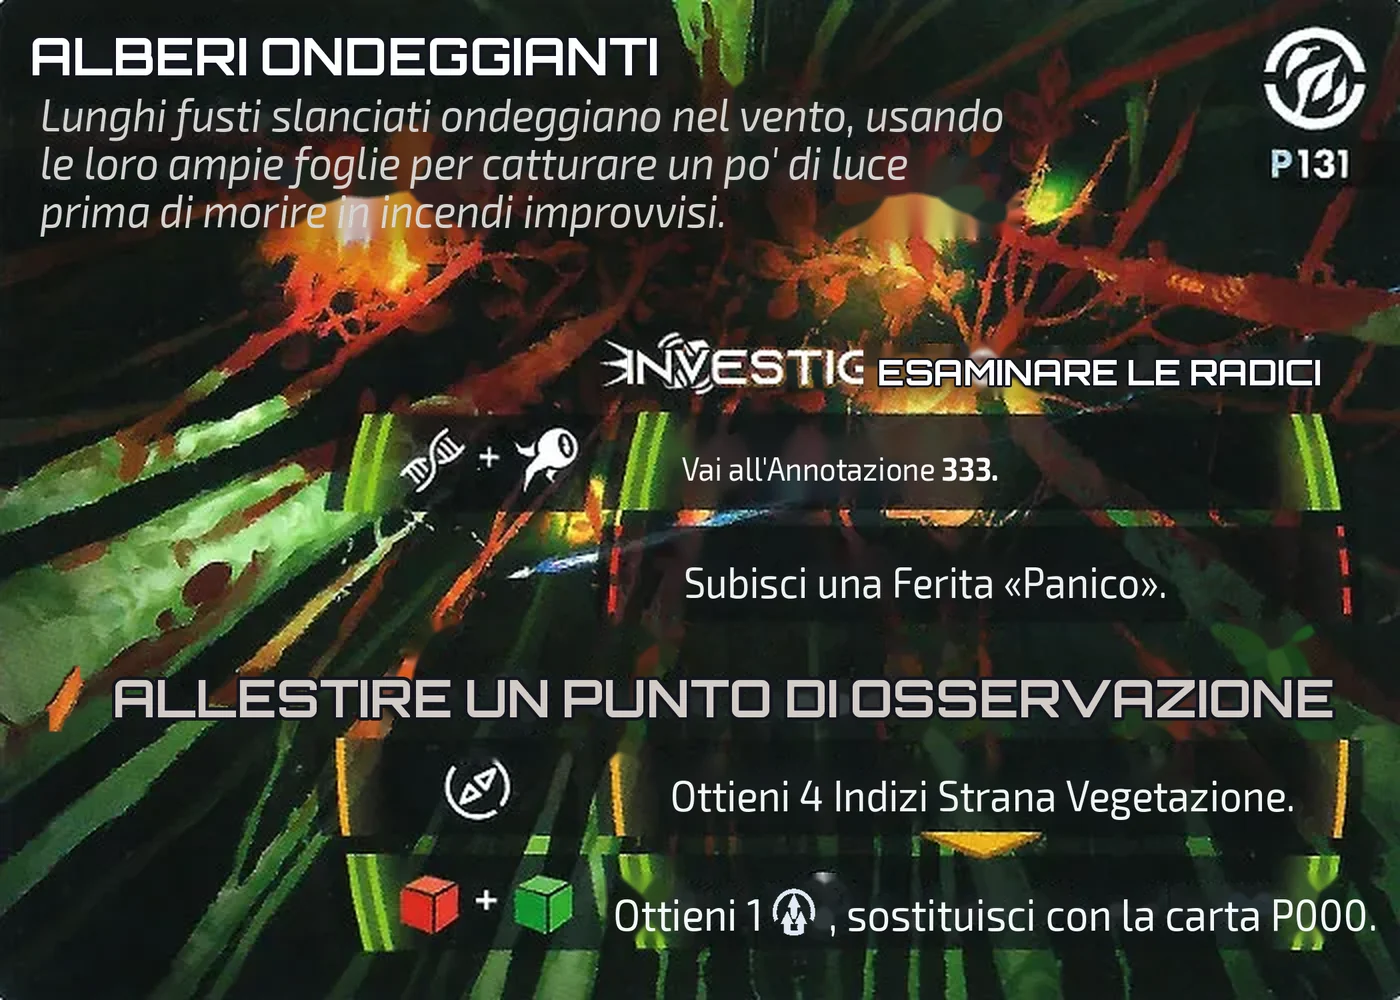 ALBERI ONDEGGIANTI
Lunghi fusti slanciati ondeggiano nel vento, usando
le loro ampie foglie per catturare un po' di luce
prima di morire in incendi improvvisi.
P131
INVESTIG ESAMINARE LE RADICI
+
Vai all'Annotazione 333.
Subisci una Ferita «Panico».
ALLESTIRE UN PUNTO DI OSSERVAZIONE
Ottieni 4 Indizi Strana Vegetazione.
+
Ottieni 1 , sostituisci con la carta P000.